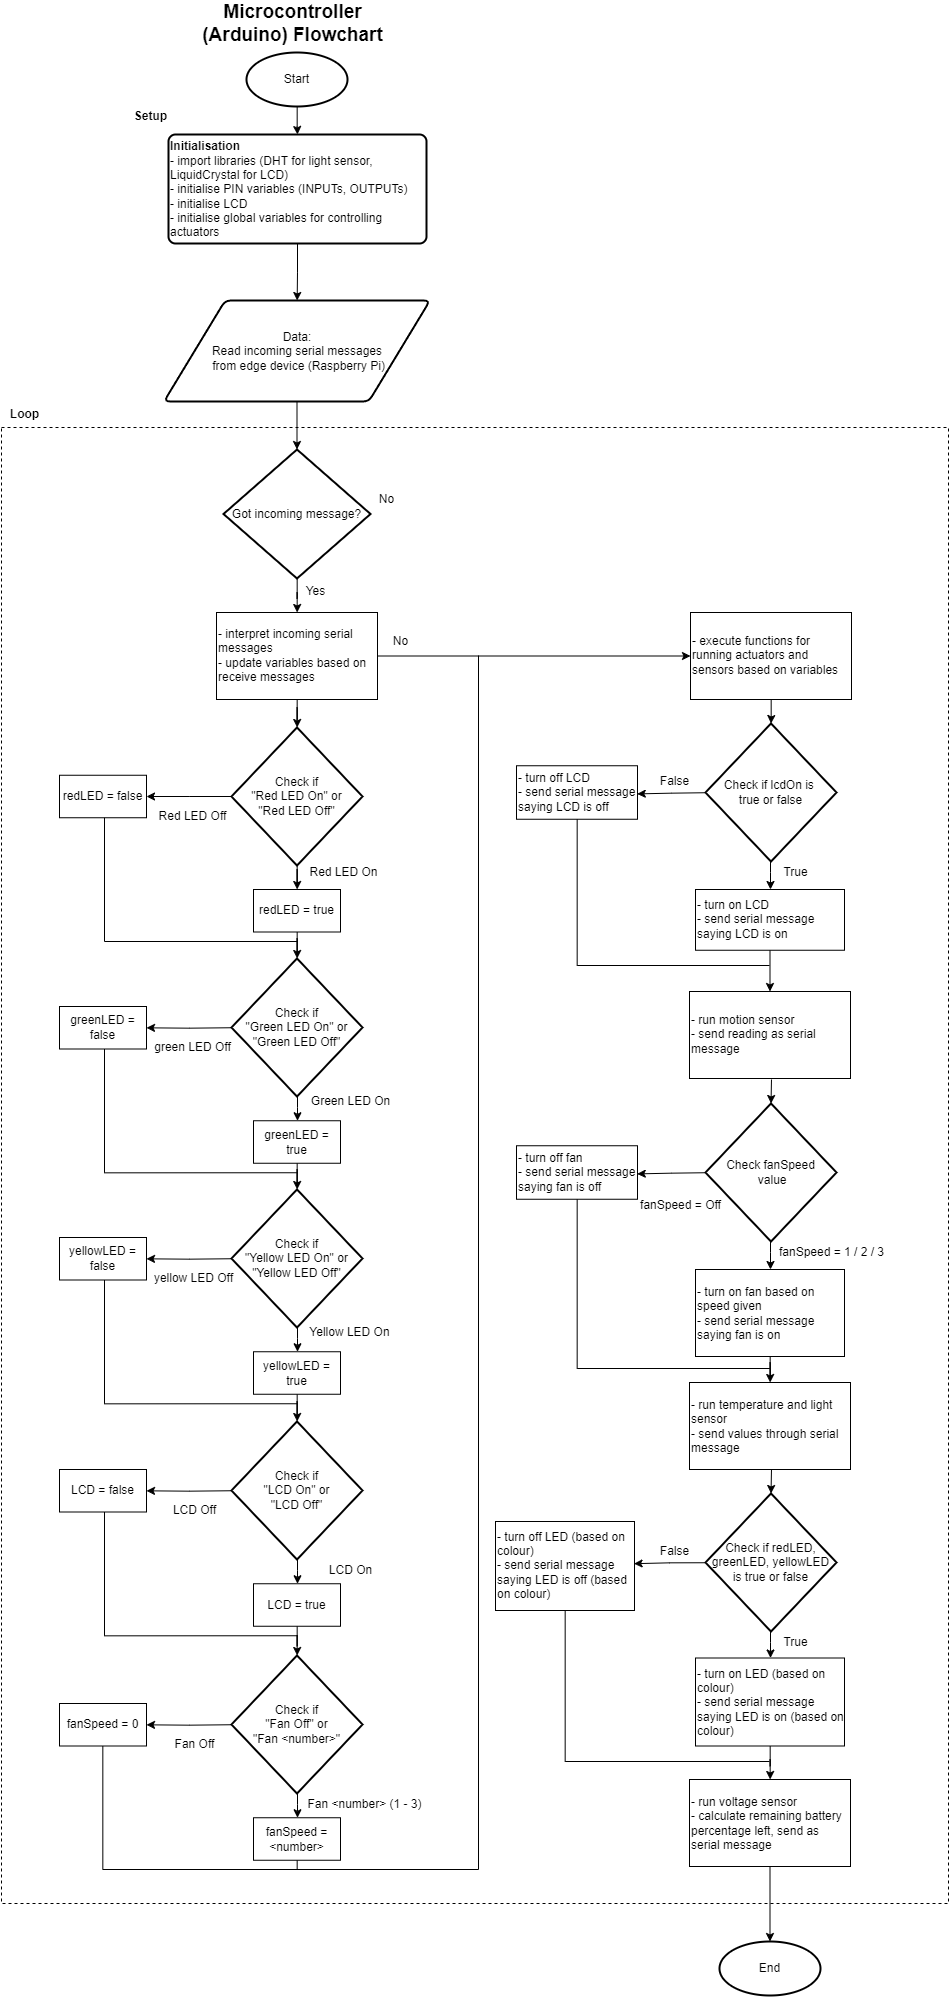 Microcontroller
(Arduino) Flowchart
Start
Setup
Initialisation
- import libraries (DHT for light sensor,
LiquidCrystal for LCD)
- initialise PIN variables (INPUTs, OUTPUTs)
- initialise LCD
- initialise global variables for controlling
actuators
Data:
Read incoming serial messages
from edge device (Raspberry Pi)
Loop
Got incoming message?
No
Yes
- interpret incoming serial
messages
- update variables based on
receive messages
No
Check if
"Red LED On" or
"Red LED Off"
redLED = false
Red LED Off
Red LED On
redLED = true
Check if
"Green LED On" or
"Green LED Off"
greenLED =
false
green LED Off
Green LED On
greenLED =
true
Check if
"Yellow LED On" or
"Yellow LED Off"
yellowLED =
false
yellow LED Off
Yellow LED On
yellowLED =
true
Check if
"LCD On" or
"LCD Off"
LCD = false
LCD Off
LCD On
LCD = true
Check if
"Fan Off" or
"Fan <number>"
fanSpeed = 0
Fan Off
Fan <number> (1 - 3)
fanSpeed =
<number>
- execute functions for
running actuators and
sensors based on variables
Check if lcdOn is
true or false
False
- turn off LCD
- send serial message
saying LCD is off
True
- turn on LCD
- send serial message
saying LCD is on
- run motion sensor
- send reading as serial
message
Check fanSpeed
value
- turn off fan
- send serial message
saying fan is off
fanSpeed = Off
fanSpeed = 1 / 2 / 3
- turn on fan based on
speed given
- send serial message
saying fan is on
- run temperature and light
sensor
- send values through serial
message
Check if redLED,
greenLED, yellowLED
is true or false
False
- turn off LED (based on
colour)
- send serial message
saying LED is off (based
on colour)
True
- turn on LED (based on
colour)
- send serial message
saying LED is on (based on
colour)
- run voltage sensor
- calculate remaining battery
percentage left, send as
serial message
End